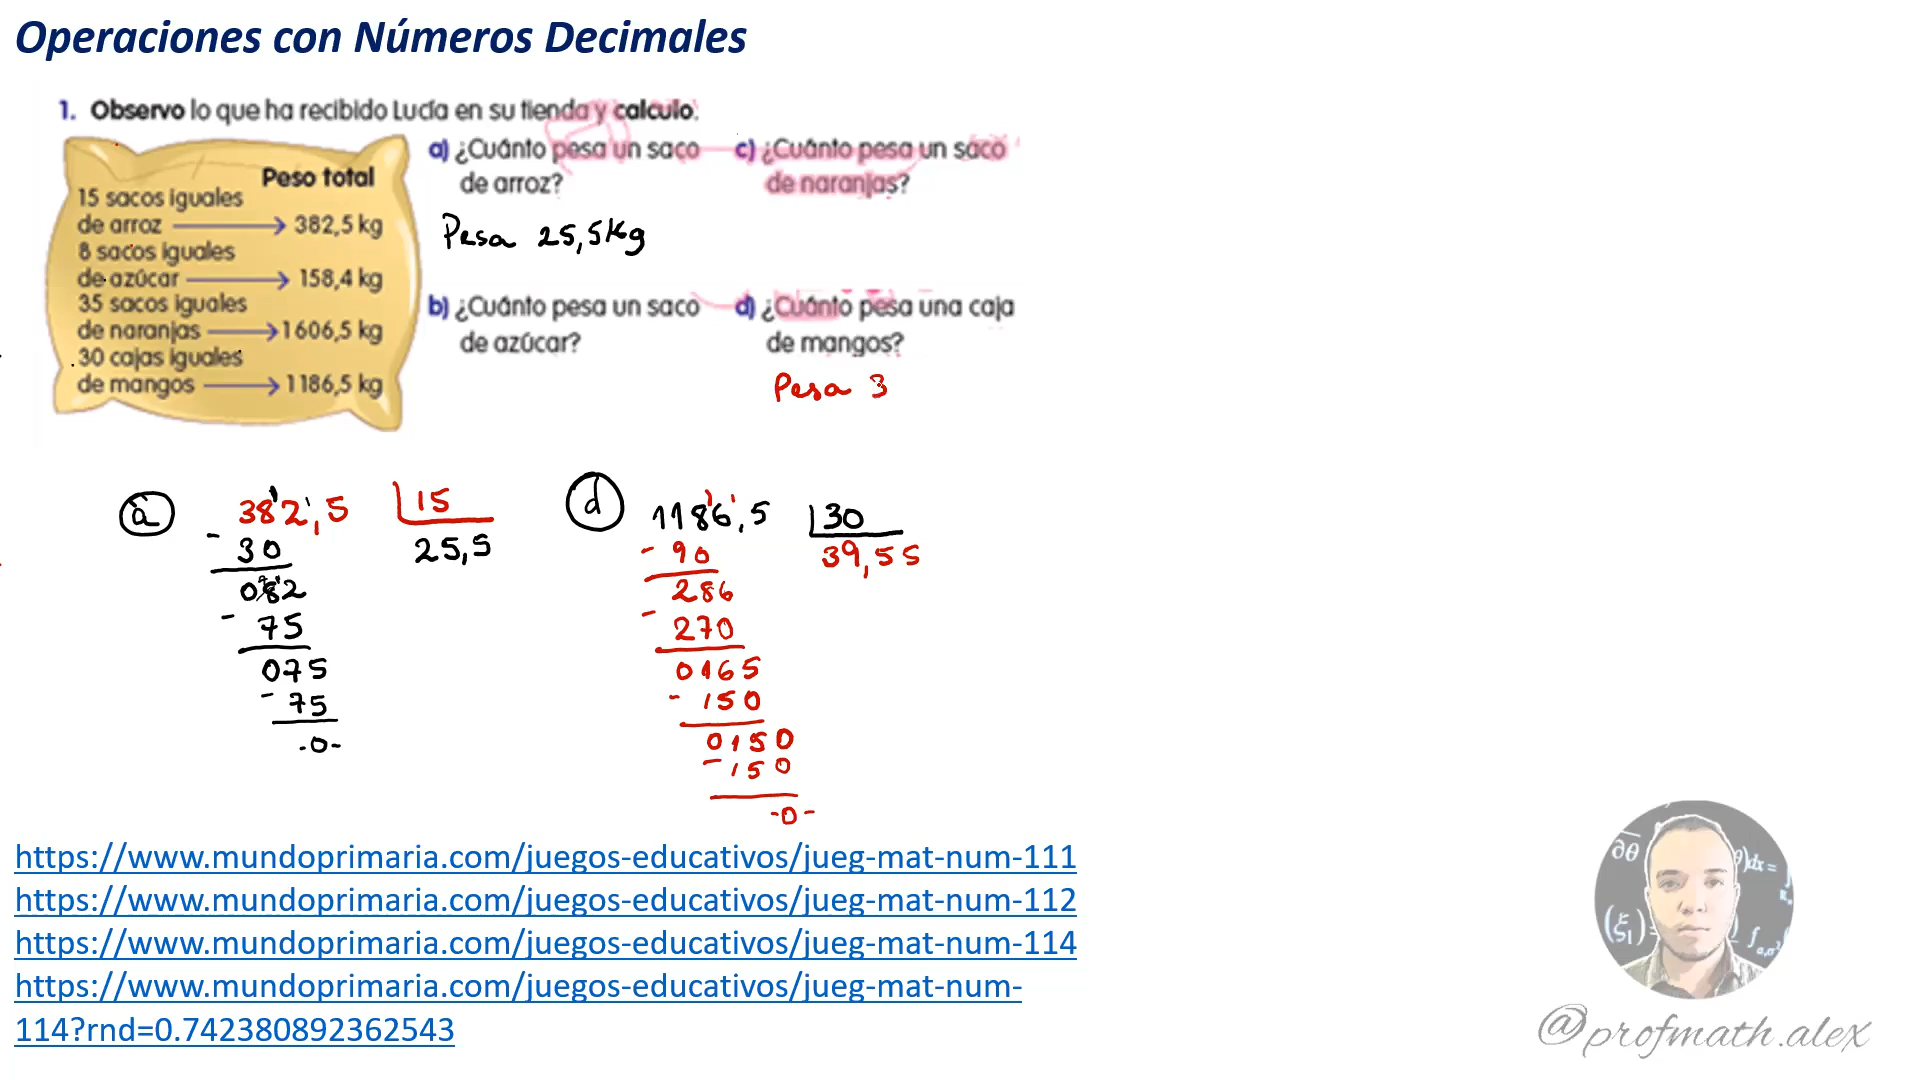 Operaciones con Números Decimales
1. Observo lo que ha recibido Lucía en su tienda y calculo.
Peso total
15 sacos iguales
de arroz → 382,5 kg
8 sacos iguales
de azúcar → 158,4 kg
35 sacos iguales
de naranjas → 1606,5 kg
30 cajas iguales
de mangos → 1186,5 kg
a) ¿Cuánto pesa un saco
de arroz?
Pesa 25,5kg
c) ¿Cuánto pesa un saco
de naranjas?
b) ¿Cuánto pesa un saco
de azúcar?
d) ¿Cuánto pesa una caja
de mangos?
Pesa 3
a
382,5 15
- 30 25,5
082
- 75
075
- 75
.0-
d
1186,5 30
- 90 39,55
286
- 270
0165
- 150
0150
- 150
-0-
https://www.mundoprimaria.com/juegos-educativos/jueg-mat-num-111
https://www.mundoprimaria.com/juegos-educativos/jueg-mat-num-112
https://www.mundoprimaria.com/juegos-educativos/jueg-mat-num-114
https://www.mundoprimaria.com/juegos-educativos/jueg-mat-num-
114?rnd=0.742380892362543
@profmath.alex